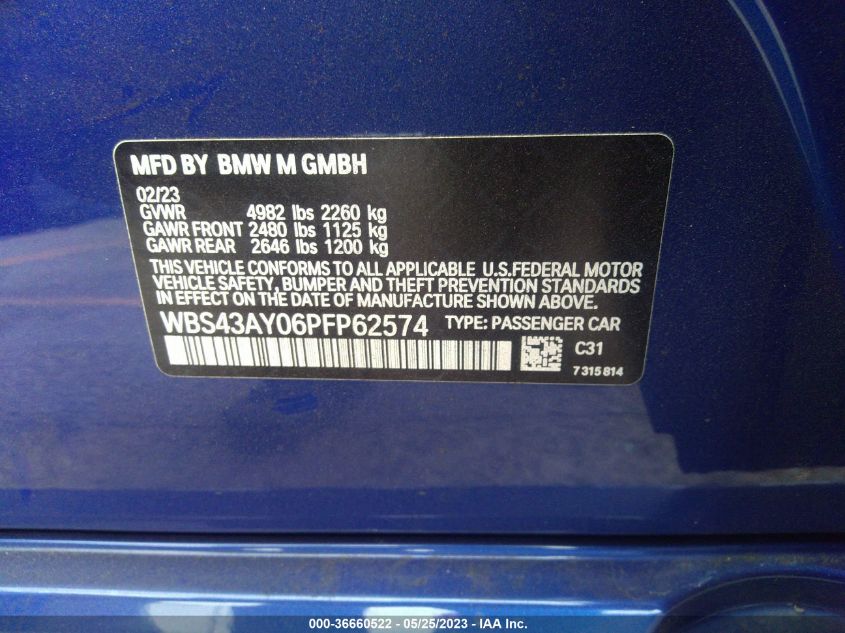 MFD BY BMW M GMBH
02/23
GVWR 4982 lbs 2260 kg
GAWR FRONT 2480 lbs 1125 kg
GAWR REAR 2646 lbs 1200 kg
THIS VEHICLE CONFORMS TO ALL APPLICABLE U.S.FEDERAL MOTOR
VEHICLE SAFETY, BUMPER AND THEFT PREVENTION STANDARDS
IN EFFECT ON THE DATE OF MANUFACTURE SHOWN ABOVE.
WBS43AY06PFP62574 TYPE: PASSENGER CAR
C31
7 315 814
000-36660522 - 05/25/2023 - IAAI.COM